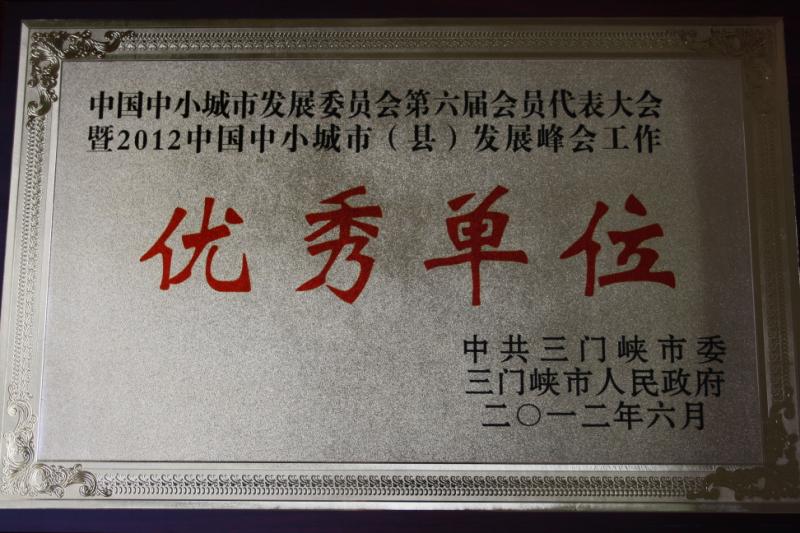 中国中小城市发展委员会第六届会员代表大会
暨2012中国中小城市（县）发展峰会工作
优秀单位
中共三门峡市委
三门峡市人民政府
二〇一二年六月